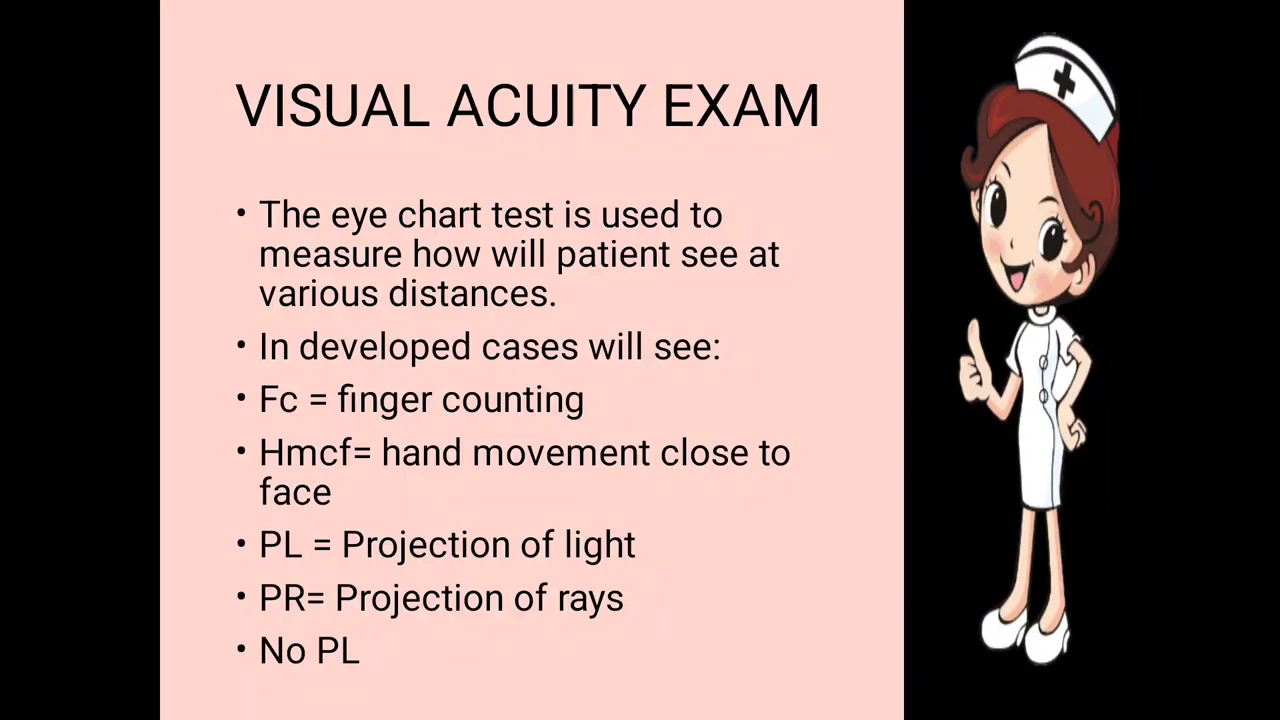 VISUAL ACUITY EXAM
• The eye chart test is used to
measure how will patient see at
various distances.
• In developed cases will see:
• Fc = finger counting
• Hmcf= hand movement close to
face
• PL = Projection of light
• PR= Projection of rays
• No PL